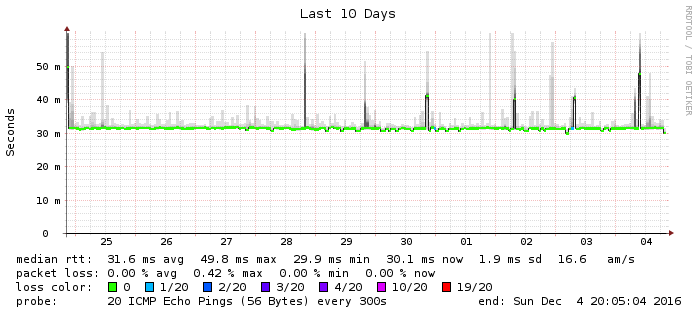 Last 10 Days
RRDTOOL / TOBI OETIKER
Seconds
50 m
40 m
30 m
20 m
10 m
0
25 26 27 28 29 30 01 02 03 04
median rtt: 31.6 ms avg 49.8 ms max 29.9 ms min 30.1 ms now 1.9 ms sd 16.6 am/s
packet loss: 0.00 % avg 0.42 % max 0.00 % min 0.00 % now
loss color: 0 1/20 2/20 3/20 4/20 10/20 19/20
probe: 20 ICMP Echo Pings (56 Bytes) every 300s end: Sun Dec 4 20:05:04 2016